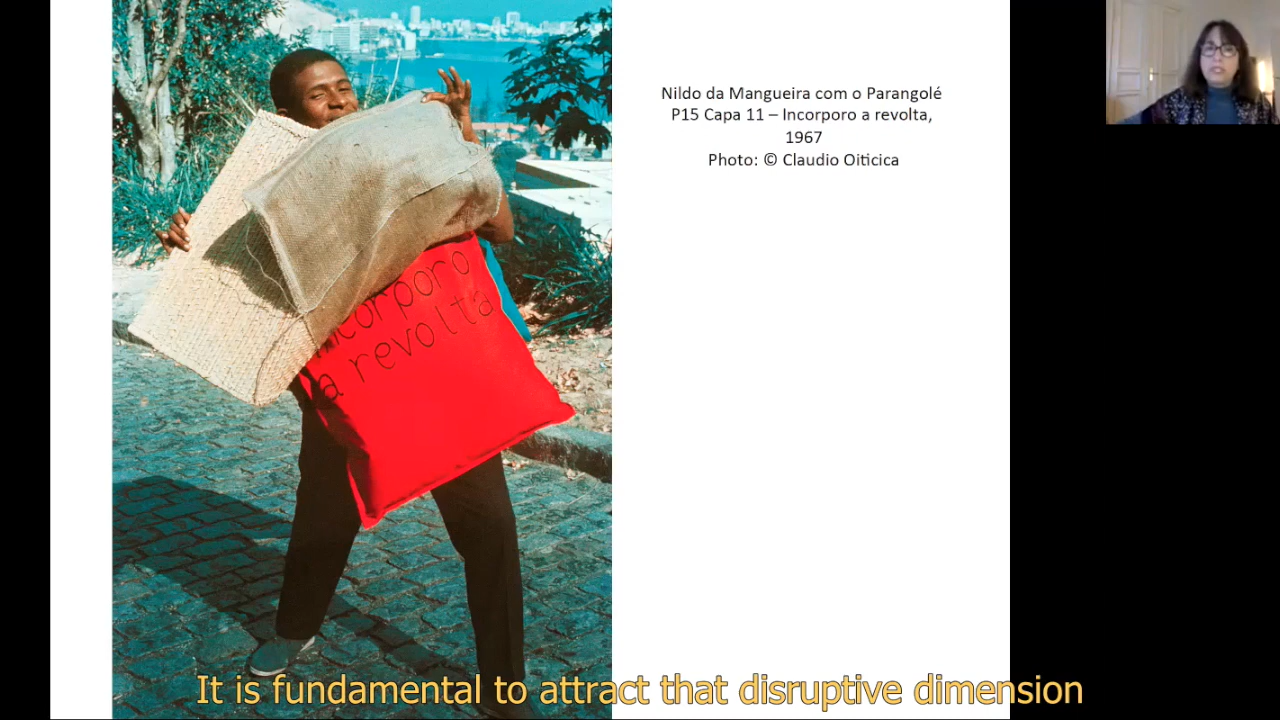 Nildo da Mangueira com o Parangolé
P15 Capa 11 – Incorporo a revolta,
1967
Photo: © Claudio Oiticica
incorporo
a revolta
It is fundamental to attract that disruptive dimension